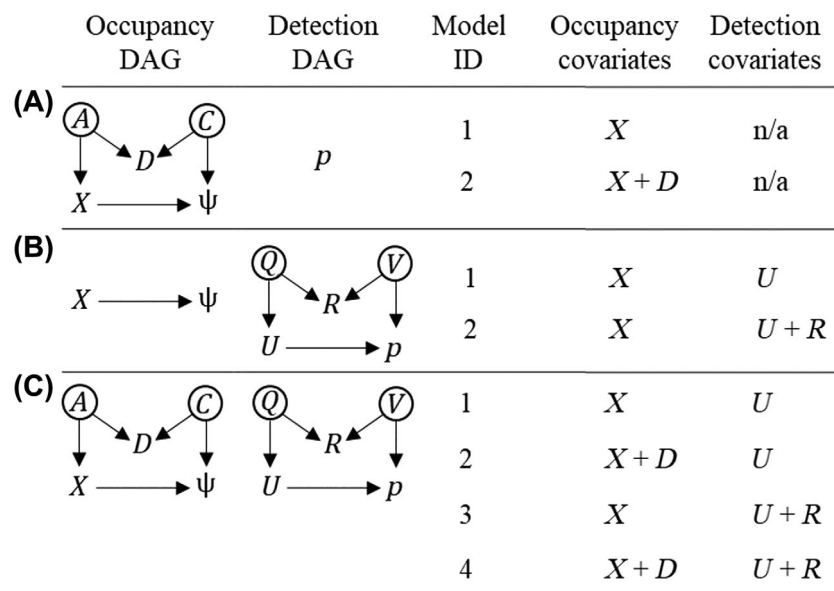 Occupancy DAG Detection DAG Model ID Occupancy covariates Detection covariates
(A)
A C
D
X ψ
p
1 X n/a
2 X + D n/a
(B)
X ψ
Q V
R
U p
1 X U
2 X U + R
(C)
A C
D
X ψ
Q V
R
U p
1 X U
2 X + D U
3 X U + R
4 X + D U + R